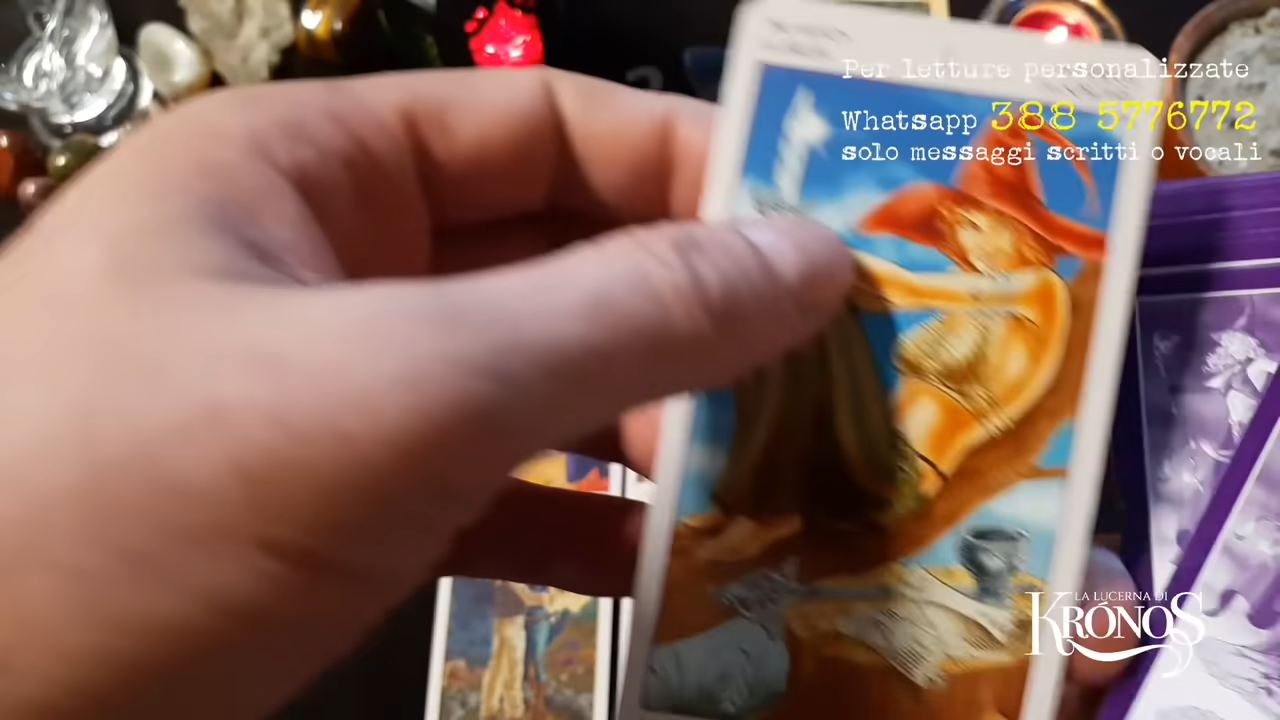 Per letture personalizzate
Whatsapp 388 5776772
solo messaggi scritti o vocali
LA LUCERNA DI
KRÓNOS